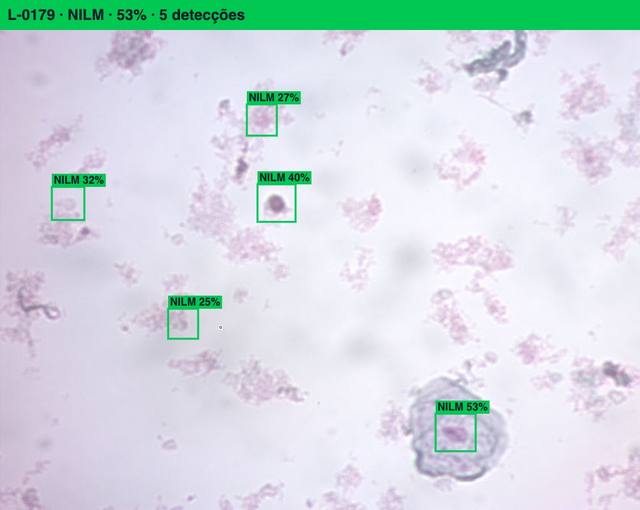 L-0179 · NILM · 53% · 5 detecções
NILM 27%
NILM 32%
NILM 40%
NILM 25%
NILM 53%